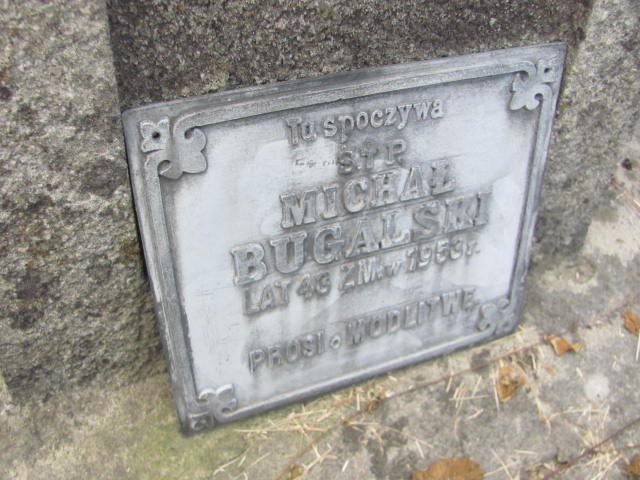 Tu spoczywa
Ś†P
MICHAŁ
BUGALSKI
LAT 43 ZM. w 1953 r.
PROSI o MODLITWĘ